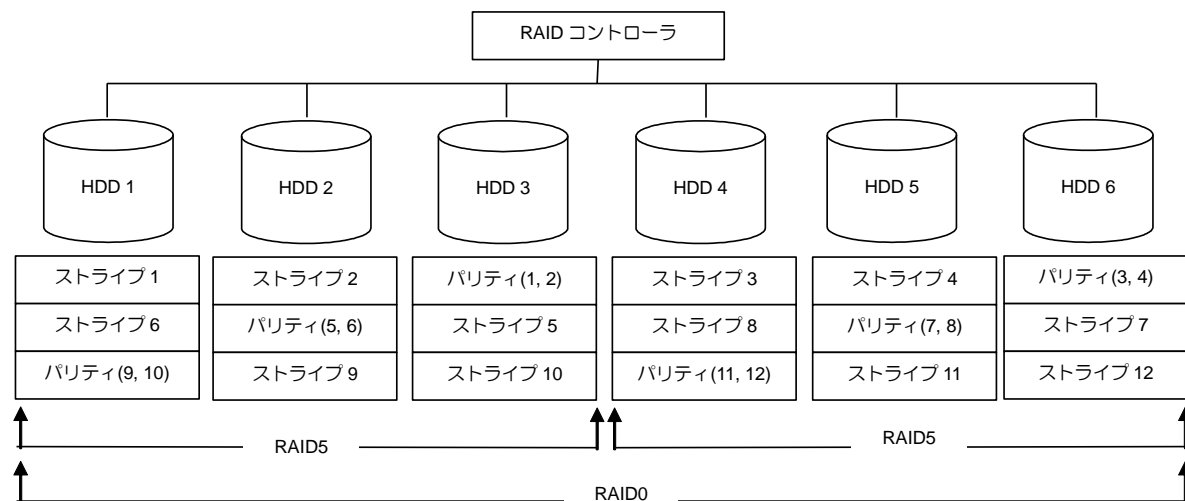 RAID コントローラ
HDD 1 HDD 2 HDD 3 HDD 4 HDD 5 HDD 6
ストライプ 1 ストライプ 2 パリティ(1, 2) ストライプ 3 ストライプ 4 パリティ(3, 4)
ストライプ 6 パリティ(5, 6) ストライプ 5 ストライプ 8 パリティ(7, 8) ストライプ 7
パリティ(9, 10) ストライプ 9 ストライプ 10 パリティ(11, 12) ストライプ 11 ストライプ 12
RAID5 RAID5
RAID0